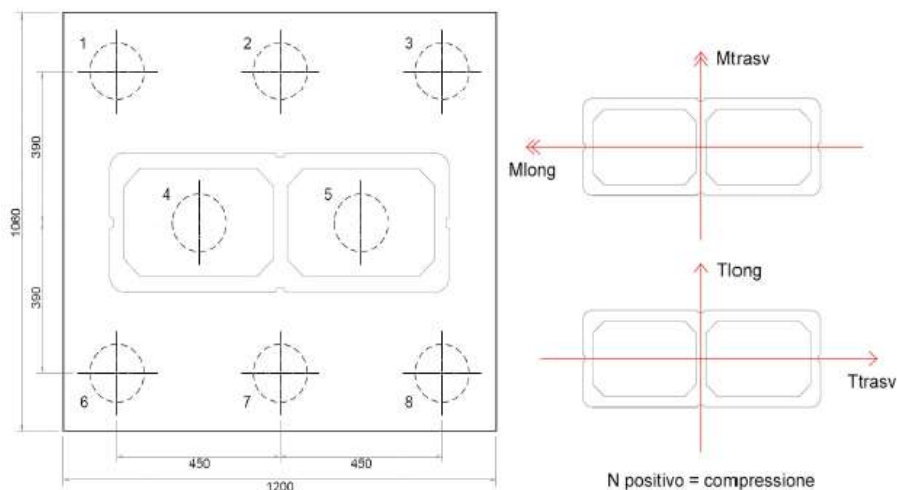 1
2
3
Mtrasv
390
Mlong
4
5
1080
Tlong
390
Ttrasv
6
7
8
450
450
1200
N positivo = compressione